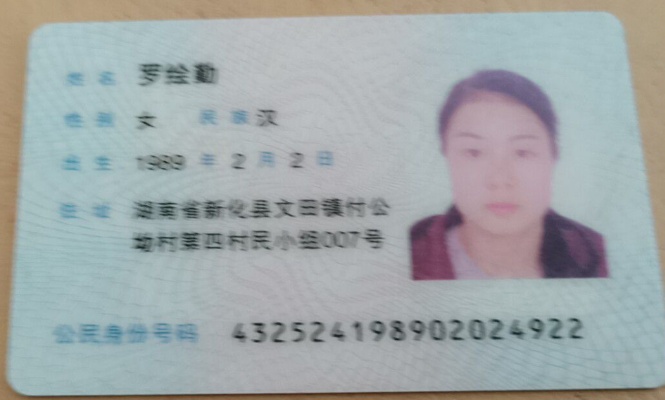 姓名 罗绘勤
性别 女 民族 汉
出生 1989 年 2 月 2 日
住址 湖南省新化县文田镇付公
坳村第四村民小组007号
公民身份号码 432524198902024922